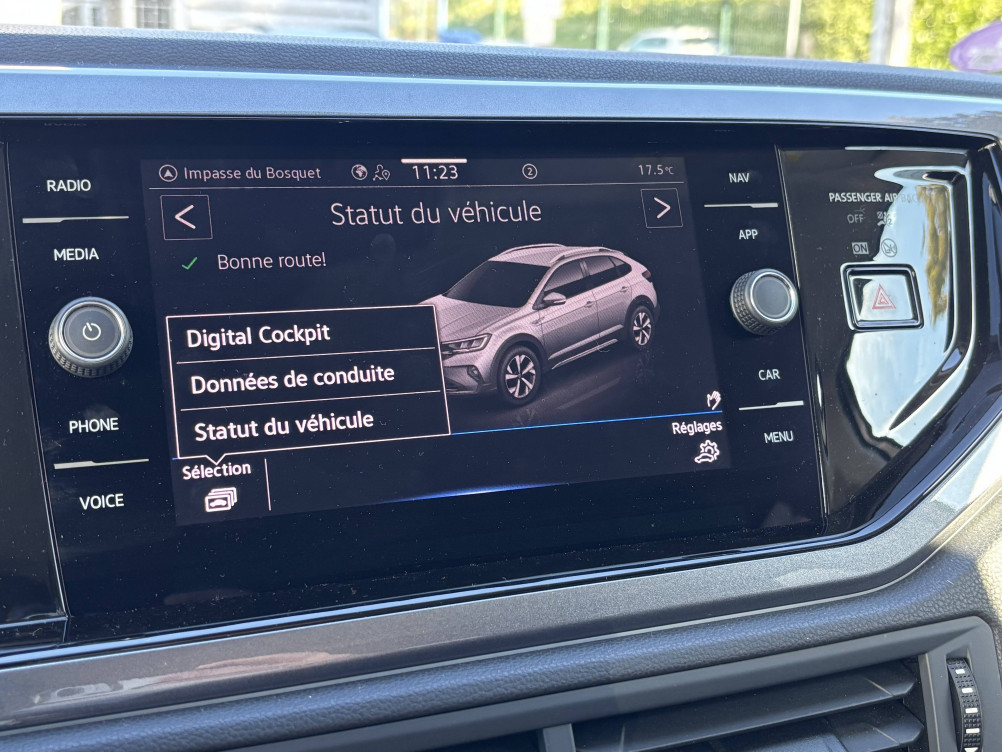 RADIO
MEDIA
PHONE
VOICE
Impasse du Bosquet
11:23
2
17.5°C
Statut du véhicule
Bonne route!
Digital Cockpit
Données de conduite
Statut du véhicule
Sélection
Réglages
NAV
APP
CAR
MENU
PASSENGER AIR
OFF
ON